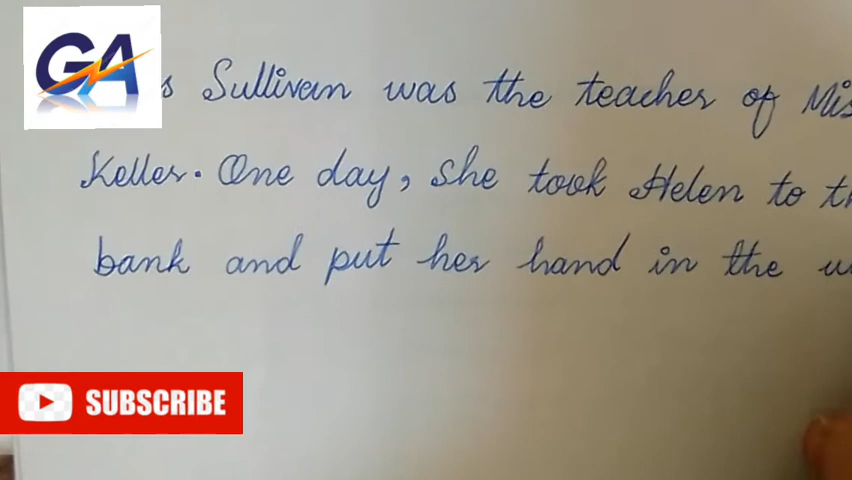 GA
Sullivan was the teacher of
Keller. One day, she took Helen to
bank and put her hand in the
SUBSCRIBE